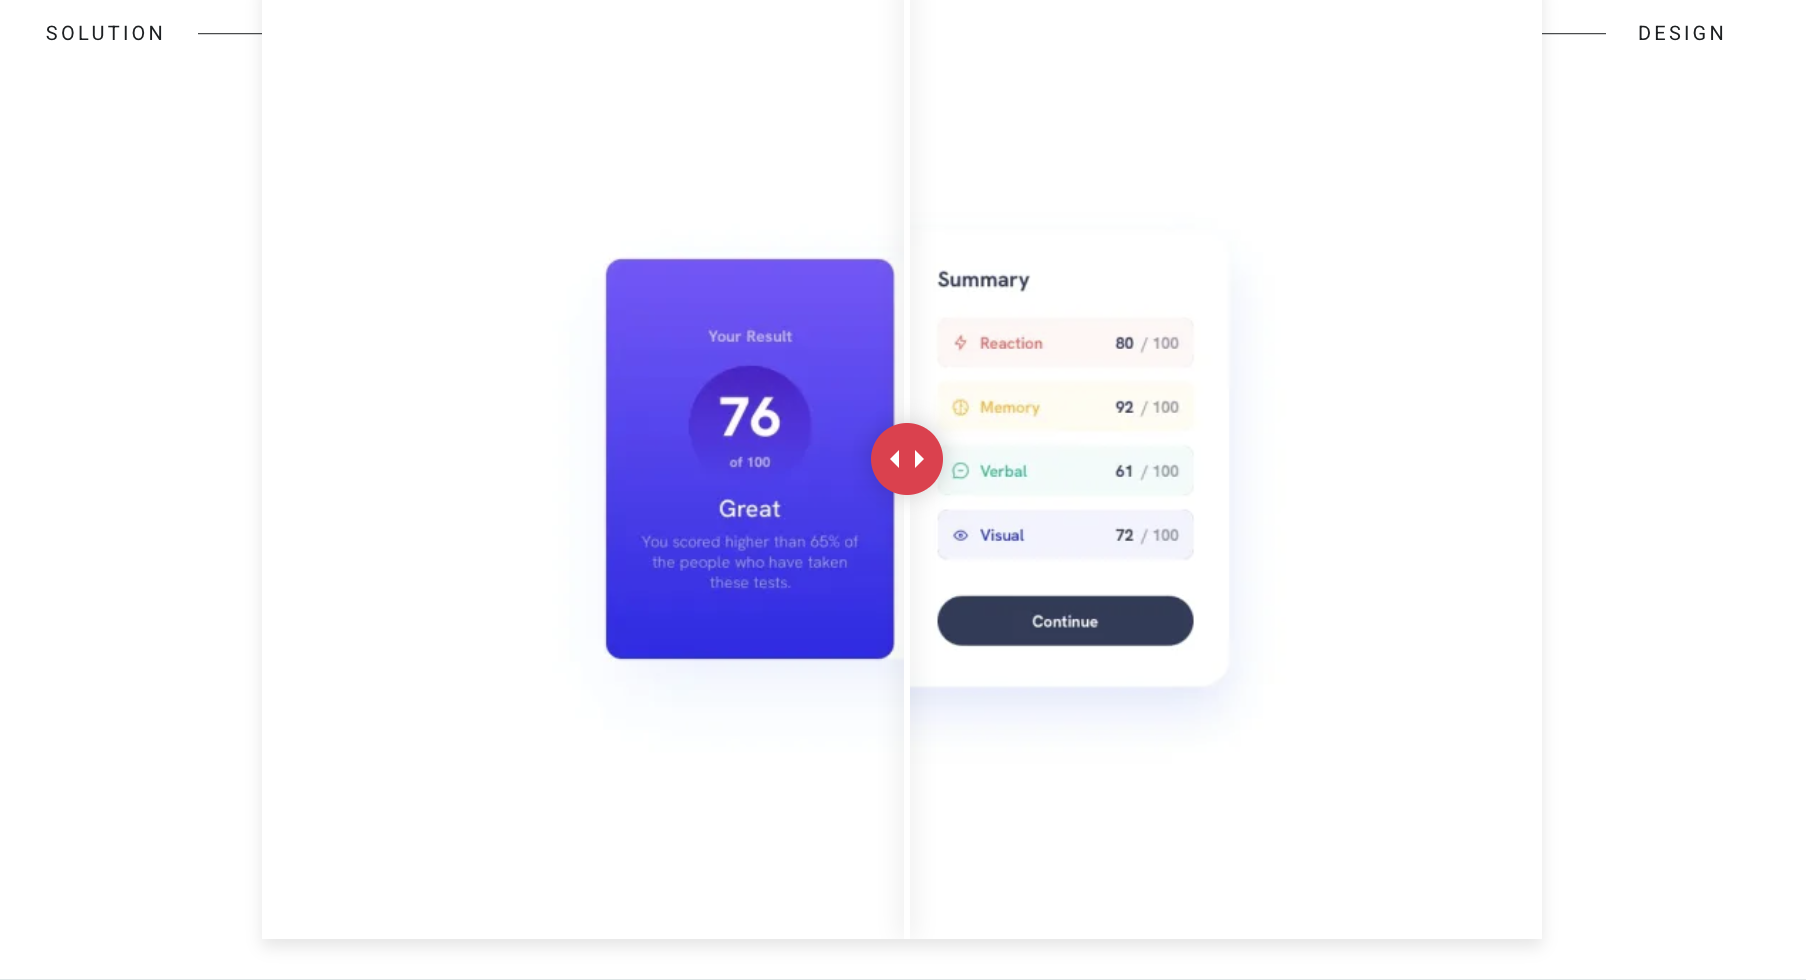 SOLUTION
DESIGN
Your Result
76
of 100
Great
You scored higher than 65% of
the people who have taken
these tests.
Summary
Reaction 80 / 100
Memory 92 / 100
Verbal 61 / 100
Visual 72 / 100
Continue